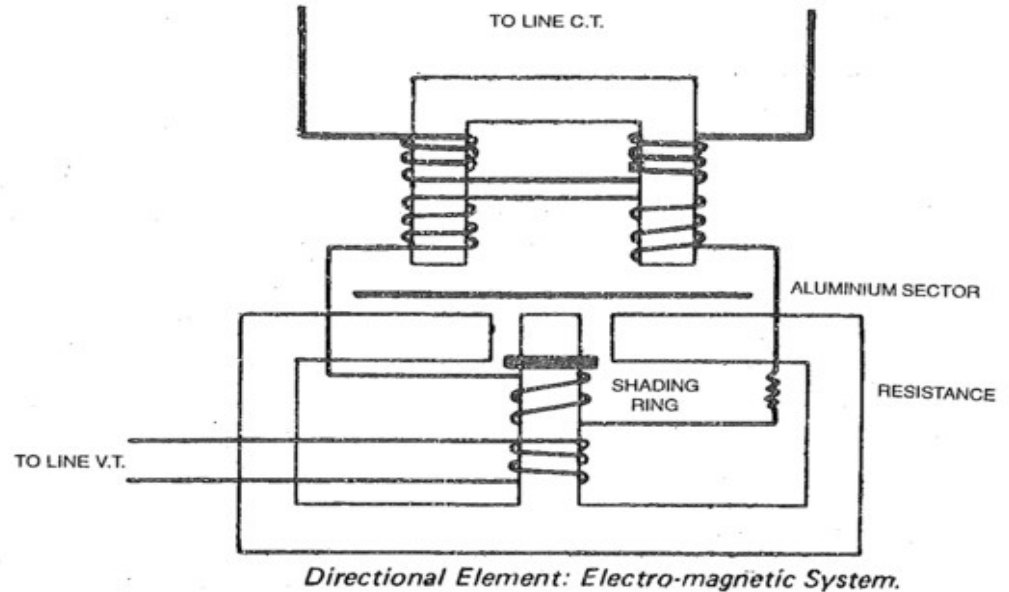 TO LINE C.T.
ALUMINIUM SECTOR
SHADING
RING
RESISTANCE
TO LINE V.T.
Directional Element: Electro-magnetic System.